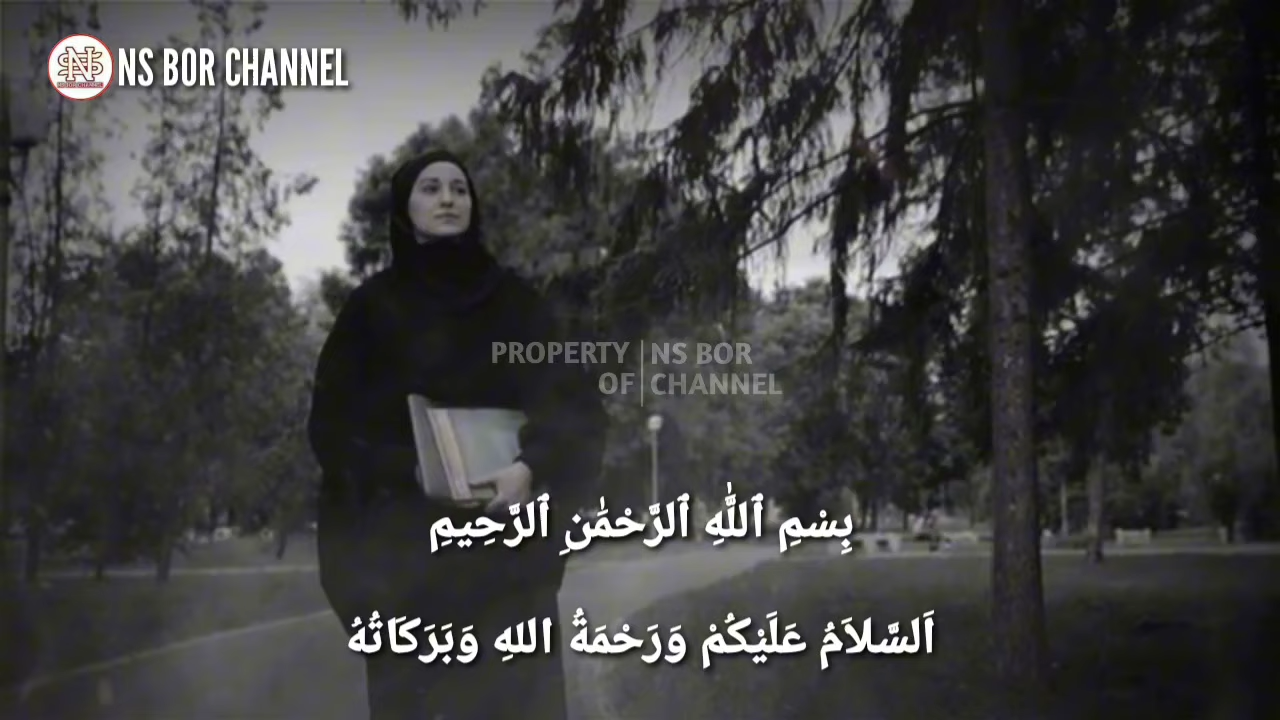 NS BOR CHANNEL
PROPERTY OF | NS BOR CHANNEL
بِسْمِ ٱللَّٰهِ ٱلرَّحْمَٰنِ ٱلرَّحِيمِ
اَلسَّلاَمُ عَلَيْكُمْ وَرَحْمَةُ اللهِ وَبَرَكَاتُهُ